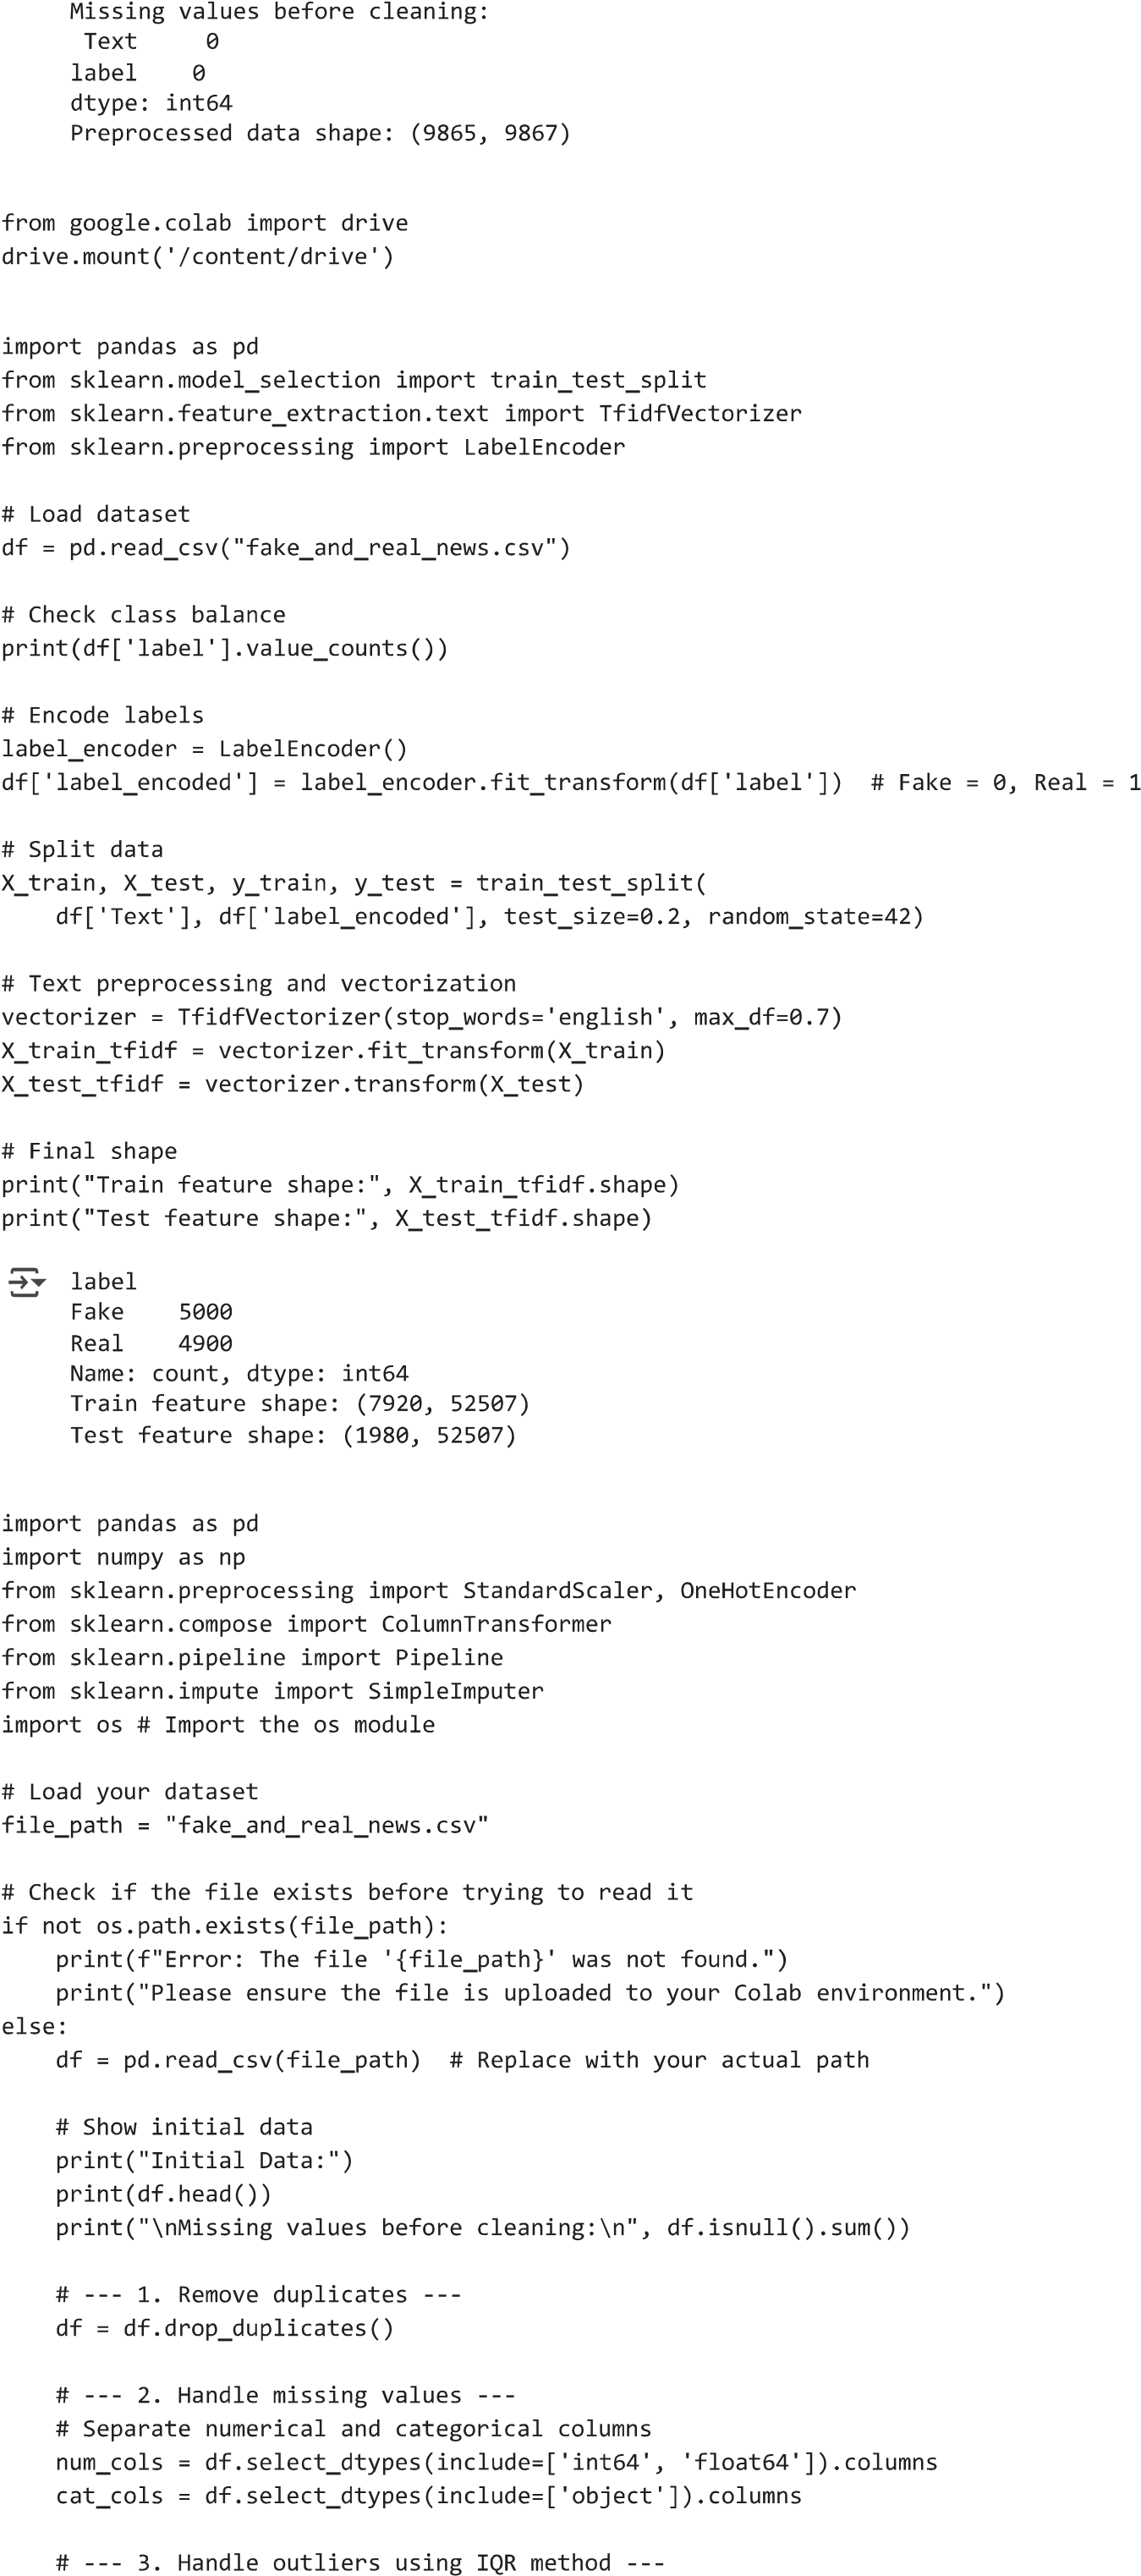 Missing values before cleaning:
 Text     0
label    0
dtype: int64
Preprocessed data shape: (9865, 9867)
from google.colab import drive
drive.mount('/content/drive')
import pandas as pd
from sklearn.model_selection import train_test_split
from sklearn.feature_extraction.text import TfidfVectorizer
from sklearn.preprocessing import LabelEncoder
# Load dataset
df = pd.read_csv("fake_and_real_news.csv")
# Check class balance
print(df['label'].value_counts())
# Encode labels
label_encoder = LabelEncoder()
df['label_encoded'] = label_encoder.fit_transform(df['label'])  # Fake = 0, Real = 1
# Split data
X_train, X_test, y_train, y_test = train_test_split(
    df['Text'], df['label_encoded'], test_size=0.2, random_state=42)
# Text preprocessing and vectorization
vectorizer = TfidfVectorizer(stop_words='english', max_df=0.7)
X_train_tfidf = vectorizer.fit_transform(X_train)
X_test_tfidf = vectorizer.transform(X_test)
# Final shape
print("Train feature shape:", X_train_tfidf.shape)
print("Test feature shape:", X_test_tfidf.shape)
label
Fake    5000
Real    4900
Name: count, dtype: int64
Train feature shape: (7920, 52507)
Test feature shape: (1980, 52507)
import pandas as pd
import numpy as np
from sklearn.preprocessing import StandardScaler, OneHotEncoder
from sklearn.compose import ColumnTransformer
from sklearn.pipeline import Pipeline
from sklearn.impute import SimpleImputer
import os # Import the os module
# Load your dataset
file_path = "fake_and_real_news.csv"
# Check if the file exists before trying to read it
if not os.path.exists(file_path):
    print(f"Error: The file '{file_path}' was not found.")
    print("Please ensure the file is uploaded to your Colab environment.")
else:
    df = pd.read_csv(file_path)  # Replace with your actual path
    # Show initial data
    print("Initial Data:")
    print(df.head())
    print("\nMissing values before cleaning:\n", df.isnull().sum())
    # --- 1. Remove duplicates ---
    df = df.drop_duplicates()
    # --- 2. Handle missing values ---
    # Separate numerical and categorical columns
    num_cols = df.select_dtypes(include=['int64', 'float64']).columns
    cat_cols = df.select_dtypes(include=['object']).columns
    # --- 3. Handle outliers using IQR method ---